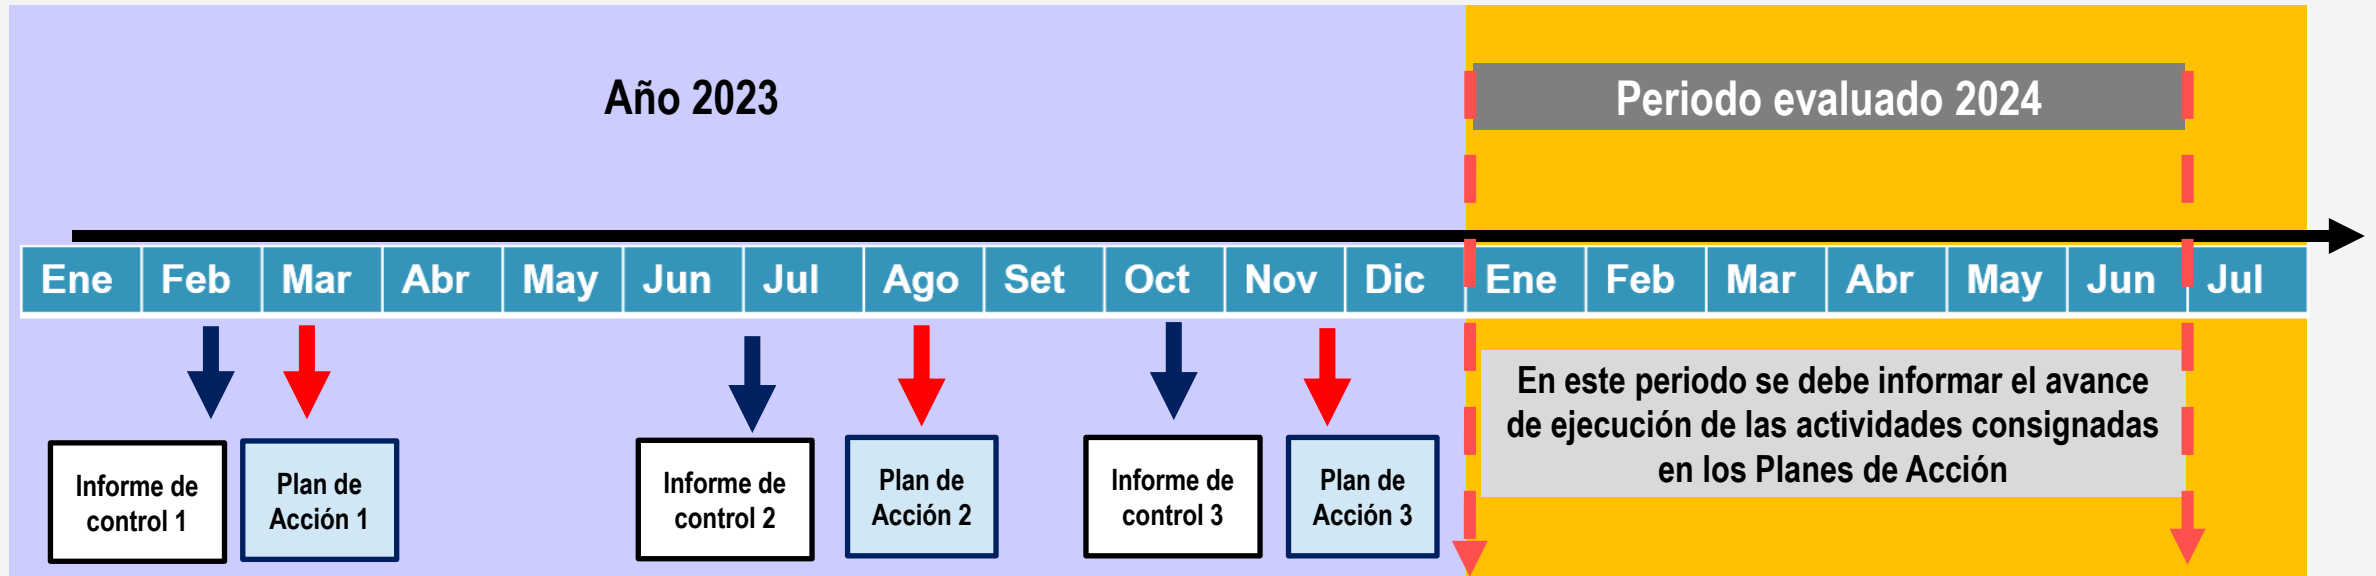 Año 2023
Periodo evaluado 2024
Ene Feb Mar Abr May Jun Jul Ago Set Oct Nov Dic Ene Feb Mar Abr May Jun Jul
Informe de
control 1
Plan de
Acción 1
Informe de
control 2
Plan de
Acción 2
Informe de
control 3
Plan de
Acción 3
En este periodo se debe informar el avance
de ejecución de las actividades consignadas
en los Planes de Acción